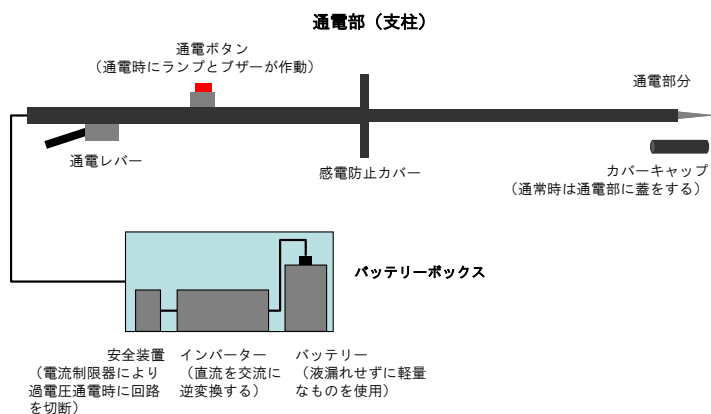 通電部（支柱）
通電ボタン
（通電時にランプとブザーが作動）
通電部分
通電レバー
感電防止カバー
カバーキャップ
（通常時は通電部に蓋をする）
バッテリーボックス
安全装置
（電流制限器により
過電圧通電時に回路
を切断）
インバーター
（直流を交流に
逆変換する）
バッテリー
（液漏れせずに軽量
なものを使用）